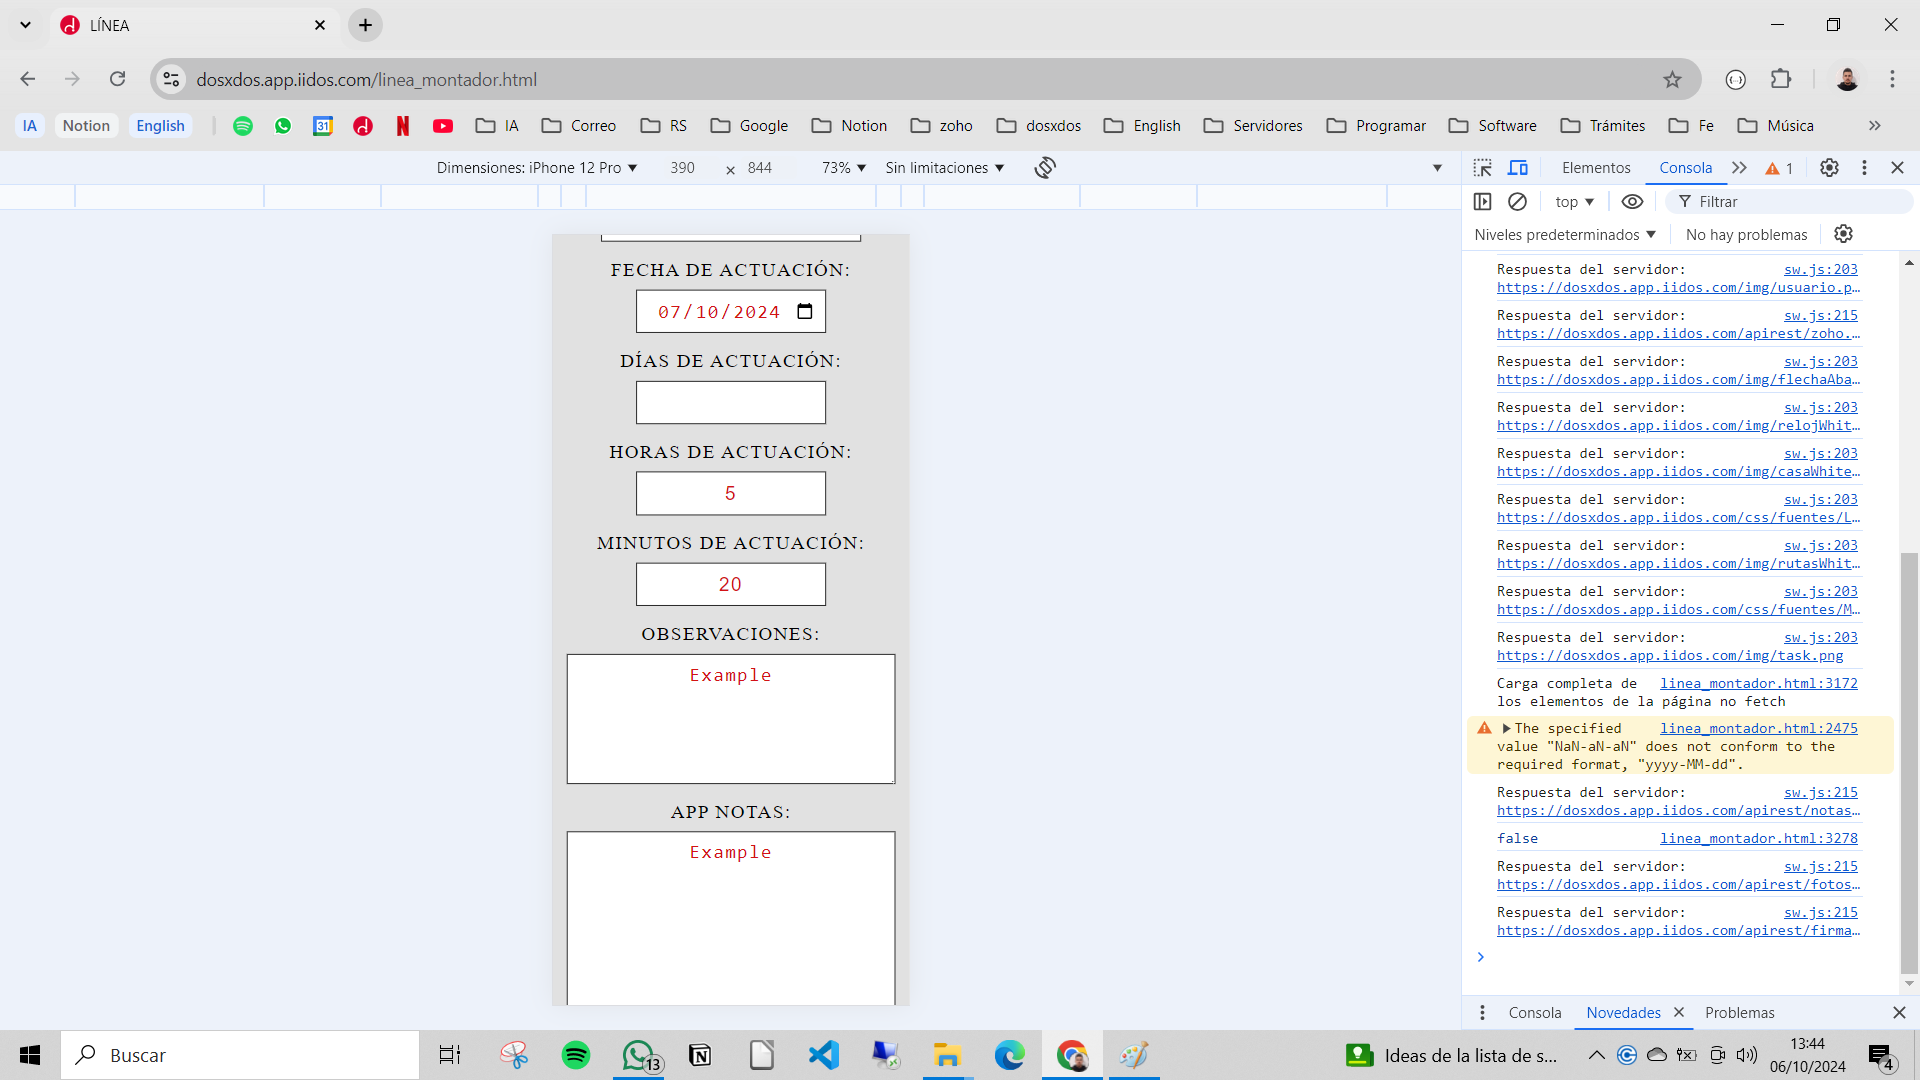 LÍNEA
dosxdos.app.iidos.com/linea_montador.html
IA Notion English 31 IA Correo RS Google Notion zoho dosxdos English Servidores Programar Software Trámites Fe Música »
Dimensiones: iPhone 12 Pro ▼ 390 × 844 73% ▼ Sin limitaciones ▼
Elementos Consola 1
top ▼ Filtrar
Niveles predeterminados ▼ No hay problemas
FECHA DE ACTUACIÓN:
07/10/2024
DÍAS DE ACTUACIÓN:
HORAS DE ACTUACIÓN:
5
MINUTOS DE ACTUACIÓN:
20
OBSERVACIONES:
Example
APP NOTAS:
Example
Respuesta del servidor: sw.js:203
https://dosxdos.app.iidos.com/img/usuario.p…
Respuesta del servidor: sw.js:215
https://dosxdos.app.iidos.com/apirest/zoho.…
Respuesta del servidor: sw.js:203
https://dosxdos.app.iidos.com/img/flechaAba…
Respuesta del servidor: sw.js:203
https://dosxdos.app.iidos.com/img/relojWhit…
Respuesta del servidor: sw.js:203
https://dosxdos.app.iidos.com/img/casaWhite…
Respuesta del servidor: sw.js:203
https://dosxdos.app.iidos.com/css/fuentes/L…
Respuesta del servidor: sw.js:203
https://dosxdos.app.iidos.com/img/rutasWhit…
Respuesta del servidor: sw.js:203
https://dosxdos.app.iidos.com/css/fuentes/M…
Respuesta del servidor: sw.js:203
https://dosxdos.app.iidos.com/img/task.png
Carga completa de linea_montador.html:3172
los elementos de la página no fetch
The specified linea_montador.html:2475
value "NaN-aN-aN" does not conform to the
required format, "yyyy-MM-dd".
Respuesta del servidor: sw.js:215
https://dosxdos.app.iidos.com/apirest/notas…
false linea_montador.html:3278
Respuesta del servidor: sw.js:215
https://dosxdos.app.iidos.com/apirest/fotos…
Respuesta del servidor: sw.js:215
https://dosxdos.app.iidos.com/apirest/firma…
Consola Novedades Problemas
Buscar
13
Ideas de la lista de s...
13:44
06/10/2024
4